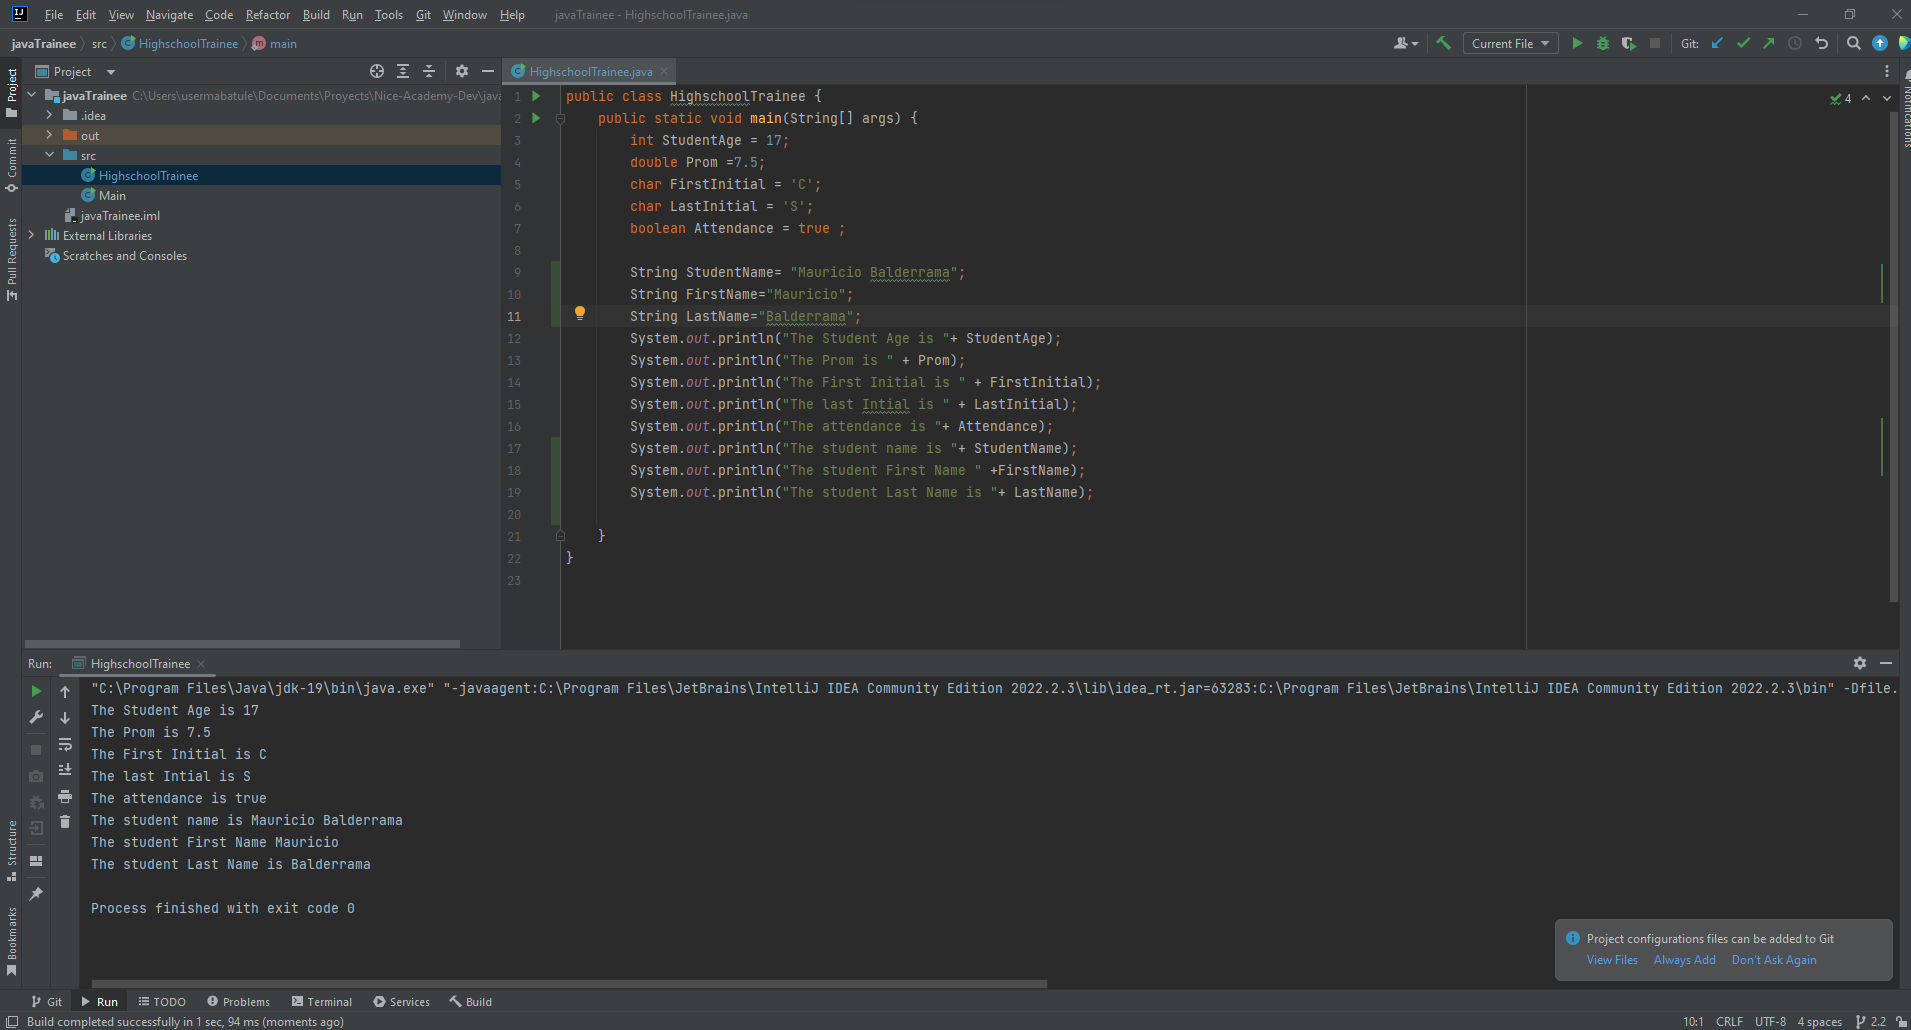 File Edit View Navigate Code Refactor Build Run Tools Git Window Help javaTrainee - HighschoolTrainee.java
javaTrainee src HighschoolTrainee main
Current File Git:
Project
HighschoolTrainee.java
javaTrainee C:\Users\usermabatule\Documents\Proyects\Nice-Academy-Dev\java
.idea
out
src
HighschoolTrainee
Main
javaTrainee.iml
External Libraries
Scratches and Consoles
Project
Commit
Pull Requests
4
Notifications
1 public class HighschoolTrainee {
2 public static void main(String[] args) {
3 int StudentAge = 17;
4 double Prom =7.5;
5 char FirstInitial = 'C';
6 char LastInitial = 'S';
7 boolean Attendance = true ;
8
9 String StudentName= "Mauricio Balderrama";
10 String FirstName="Mauricio";
11 String LastName="Balderrama";
12 System.out.println("The Student Age is "+ StudentAge);
13 System.out.println("The Prom is " + Prom);
14 System.out.println("The First Initial is " + FirstInitial);
15 System.out.println("The last Intial is " + LastInitial);
16 System.out.println("The attendance is "+ Attendance);
17 System.out.println("The student name is "+ StudentName);
18 System.out.println("The student First Name " +FirstName);
19 System.out.println("The student Last Name is "+ LastName);
20
21 }
22 }
23
Run: HighschoolTrainee
"C:\Program Files\Java\jdk-19\bin\java.exe" "-javaagent:C:\Program Files\JetBrains\IntelliJ IDEA Community Edition 2022.2.3\lib\idea_rt.jar=63283:C:\Program Files\JetBrains\IntelliJ IDEA Community Edition 2022.2.3\bin" -Dfile.
The Student Age is 17
The Prom is 7.5
The First Initial is C
The last Intial is S
The attendance is true
The student name is Mauricio Balderrama
The student First Name Mauricio
The student Last Name is Balderrama
Process finished with exit code 0
Structure
Bookmarks
Project configurations files can be added to Git
View Files Always Add Don't Ask Again
Git Run TODO Problems Terminal Services Build
Build completed successfully in 1 sec, 94 ms (moments ago)
10:1 CRLF UTF-8 4 spaces 2.2